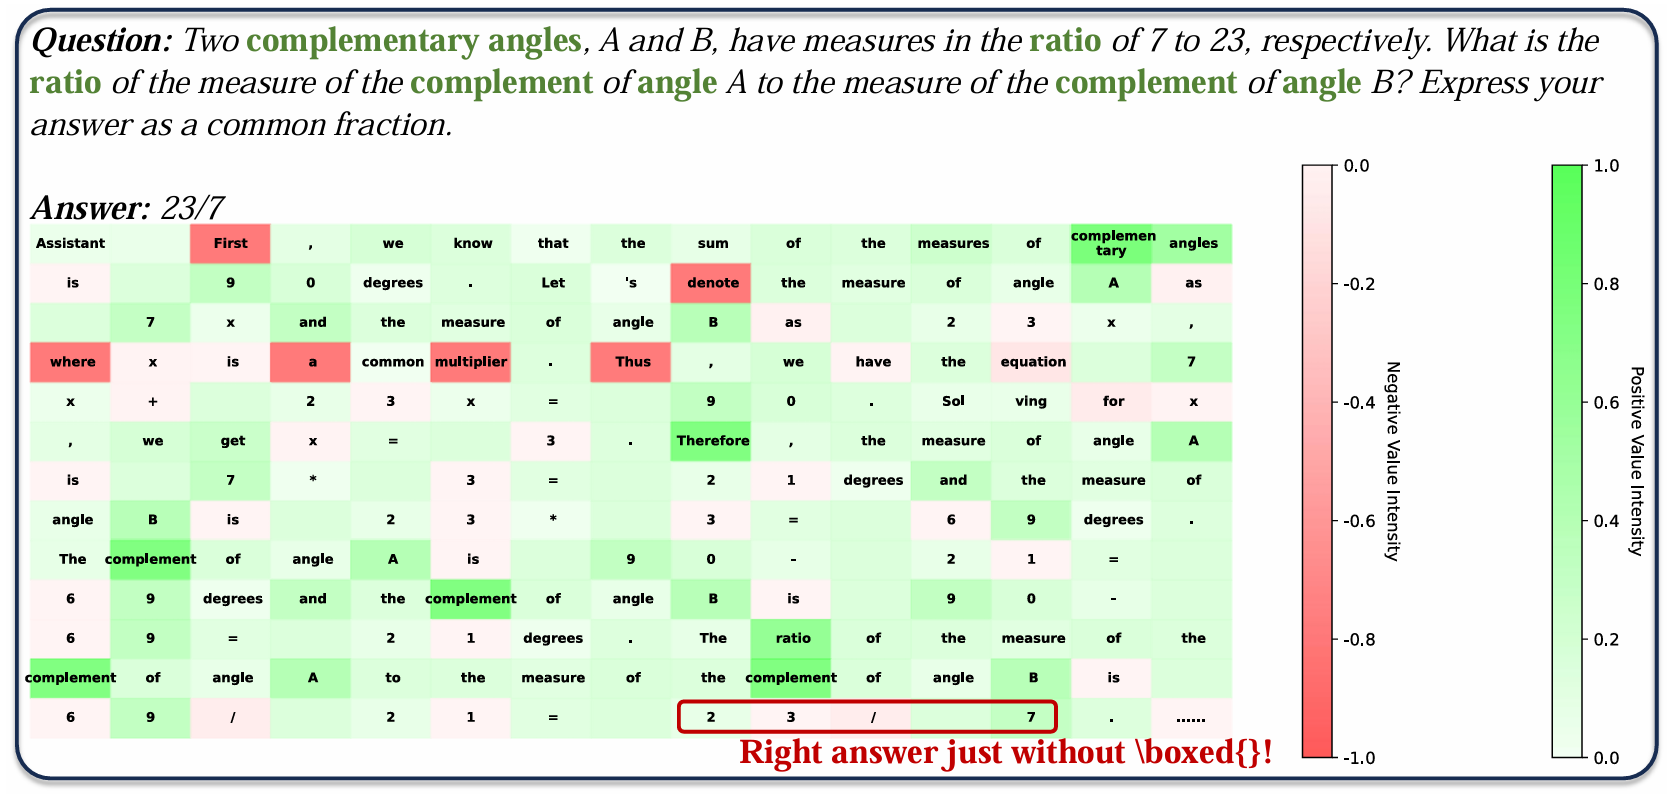 Question: Two complementary angles, A and B, have measures in the ratio of 7 to 23, respectively. What is the
ratio of the measure of the complement of angle A to the measure of the complement of angle B? Express your
answer as a common fraction.
Answer: 23/7
Assistant First , we know that the sum of the measures of complemen tary angles
is 9 0 degrees . Let 's denote the measure of angle A as
7 x and the measure of angle B as 2 3 x ,
where x is a common multiplier . Thus , we have the equation 7
x + 2 3 x = 9 0 . Sol ving for x
, we get x = 3 . Therefore , the measure of angle A
is 7 * 3 = 2 1 degrees and the measure of
angle B is 2 3 * 3 = 6 9 degrees .
The complement of angle A is 9 0 - 2 1 =
6 9 degrees and the complement of angle B is 9 0 -
6 9 = 2 1 degrees . The ratio of the measure of the
complement of angle A to the measure of the complement of angle B is
6 9 / 2 1 = 2 3 / 7 . ......
Right answer just without \boxed{}!
0.0
-0.2
-0.4
-0.6
-0.8
-1.0
Negative Value Intensity
1.0
0.8
0.6
0.4
0.2
0.0
Positive Value Intensity